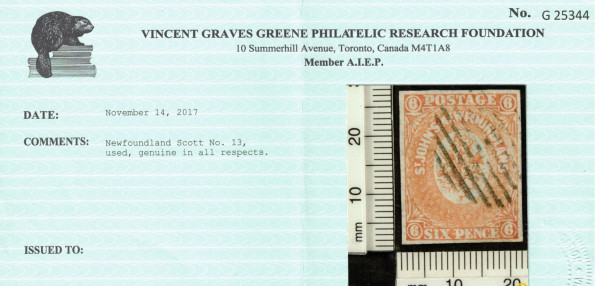 No. G 25344
VINCENT GRAVES GREENE PHILATELIC RESEARCH FOUNDATION
10 Summerhill Avenue, Toronto, Canada M4T1A8
Member A.I.E.P.
DATE: November 14, 2017
COMMENTS: Newfoundland Scott No. 13,
used, genuine in all respects.
ISSUED TO:
6 POSTAGE 6
ST. JOHN'S NEWFOUNDLAND
6 SIX PENCE 6
20
10
mm
mm 10 20